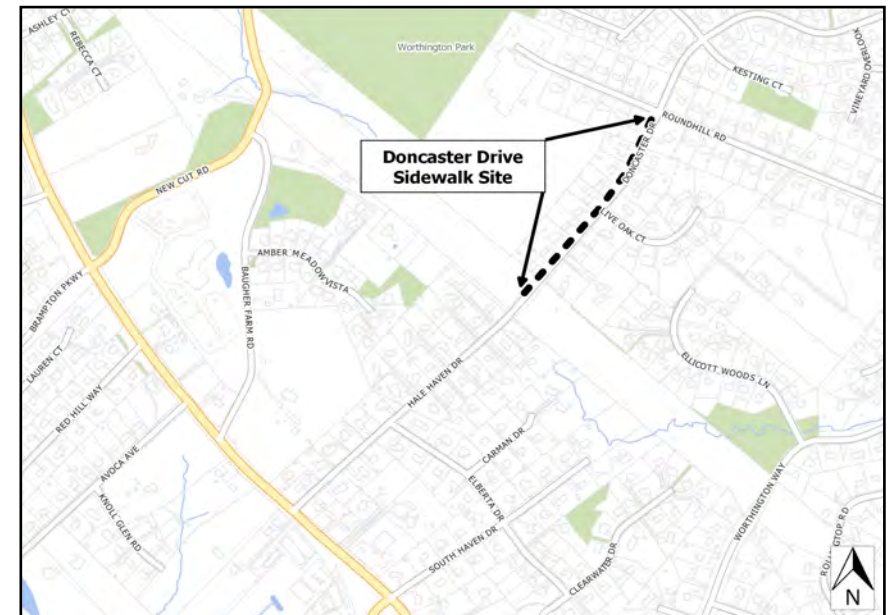 ASHLEY CT
REBECCA CT
Worthington Park
KESTING CT
VINEYARD OVERLOOK
ROUNDHILL RD
DONCASTER DR
Doncaster Drive
Sidewalk Site
NEW CUT RD
LIVE OAK CT
AMBER MEADOWVISTA
BRAMPTON PKWY
BAUGHER FARM RD
LAUREN CT
ELLICOTT WOODS LN
RED HILL WAY
HALE HAVEN DR
AVOCA AVE
CARMAN DR
ELBERTA DR
KNOLL GLEN RD
SOUTH HAVEN DR
WORTHINGTON WAY
CLEARWATER DR
N